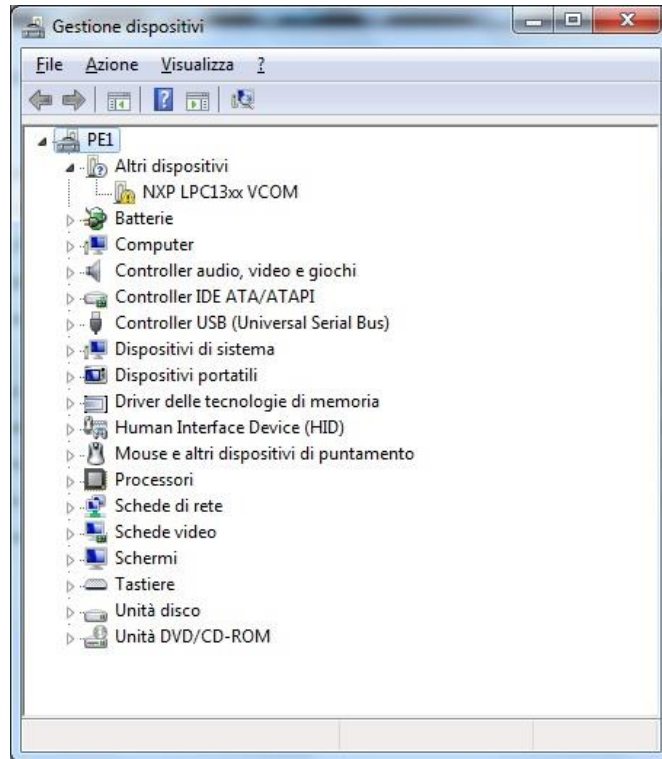 Gestione dispositivi
File Azione Visualizza ?
PE1
Altri dispositivi
NXP LPC13xx VCOM
Batterie
Computer
Controller audio, video e giochi
Controller IDE ATA/ATAPI
Controller USB (Universal Serial Bus)
Dispositivi di sistema
Dispositivi portatili
Driver delle tecnologie di memoria
Human Interface Device (HID)
Mouse e altri dispositivi di puntamento
Processori
Schede di rete
Schede video
Schermi
Tastiere
Unità disco
Unità DVD/CD-ROM